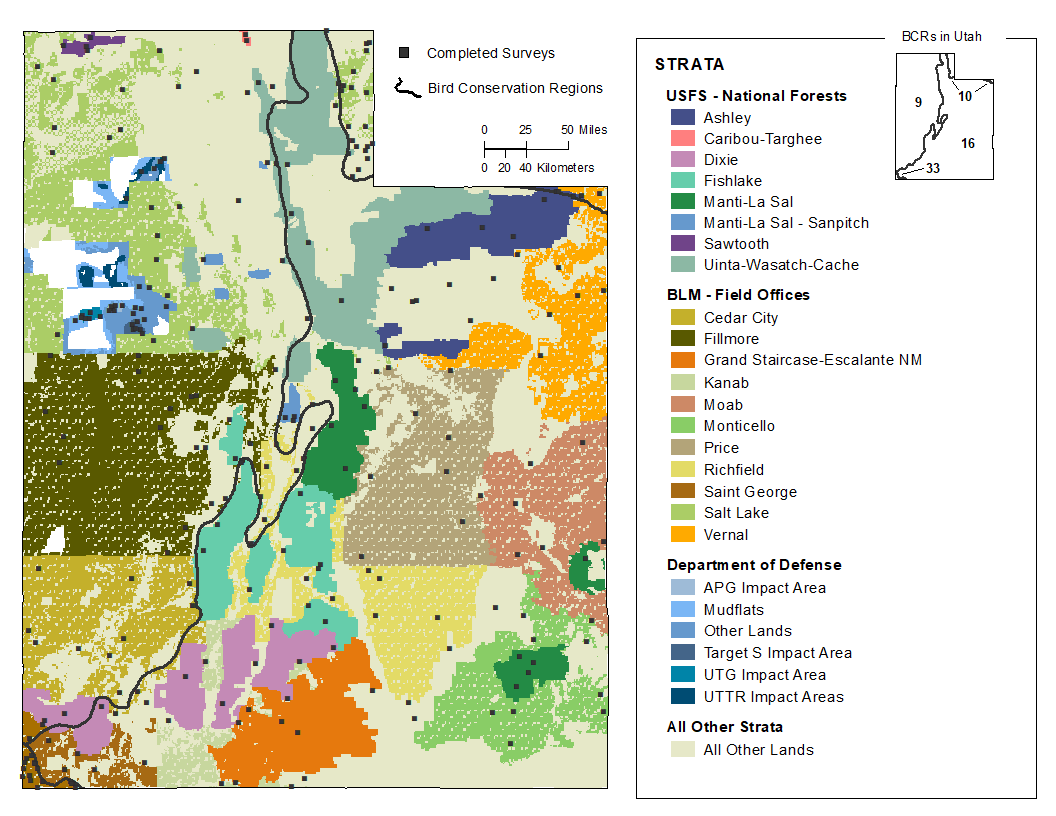 Completed Surveys
Bird Conservation Regions
0 25 50 Miles
0 20 40 Kilometers
BCRs in Utah
9
10
16
33
STRATA
USFS - National Forests
Ashley
Caribou-Targhee
Dixie
Fishlake
Manti-La Sal
Manti-La Sal - Sanpitch
Sawtooth
Uinta-Wasatch-Cache
BLM - Field Offices
Cedar City
Fillmore
Grand Staircase-Escalante NM
Kanab
Moab
Monticello
Price
Richfield
Saint George
Salt Lake
Vernal
Department of Defense
APG Impact Area
Mudflats
Other Lands
Target S Impact Area
UTG Impact Area
UTTR Impact Areas
All Other Strata
All Other Lands